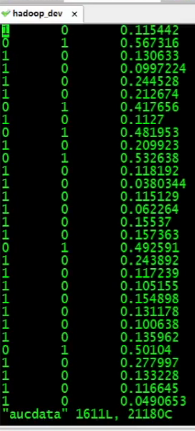 hadoop_dev ×
1 0 0.115442
0 1 0.567316
1 0 0.130633
1 0 0.0997224
1 0 0.244528
1 0 0.212674
0 1 0.417656
1 0 0.1127
0 1 0.481953
1 0 0.209923
0 1 0.532638
1 0 0.118192
1 0 0.0380344
1 0 0.115129
1 0 0.062264
1 0 0.15537
1 0 0.157363
0 1 0.492591
1 0 0.243892
1 0 0.117239
1 0 0.105155
1 0 0.154898
1 0 0.131178
1 0 0.100638
1 0 0.135962
0 1 0.50104
1 0 0.277997
1 0 0.133228
1 0 0.116645
1 0 0.0490653
"aucdata" 1611L, 21180C